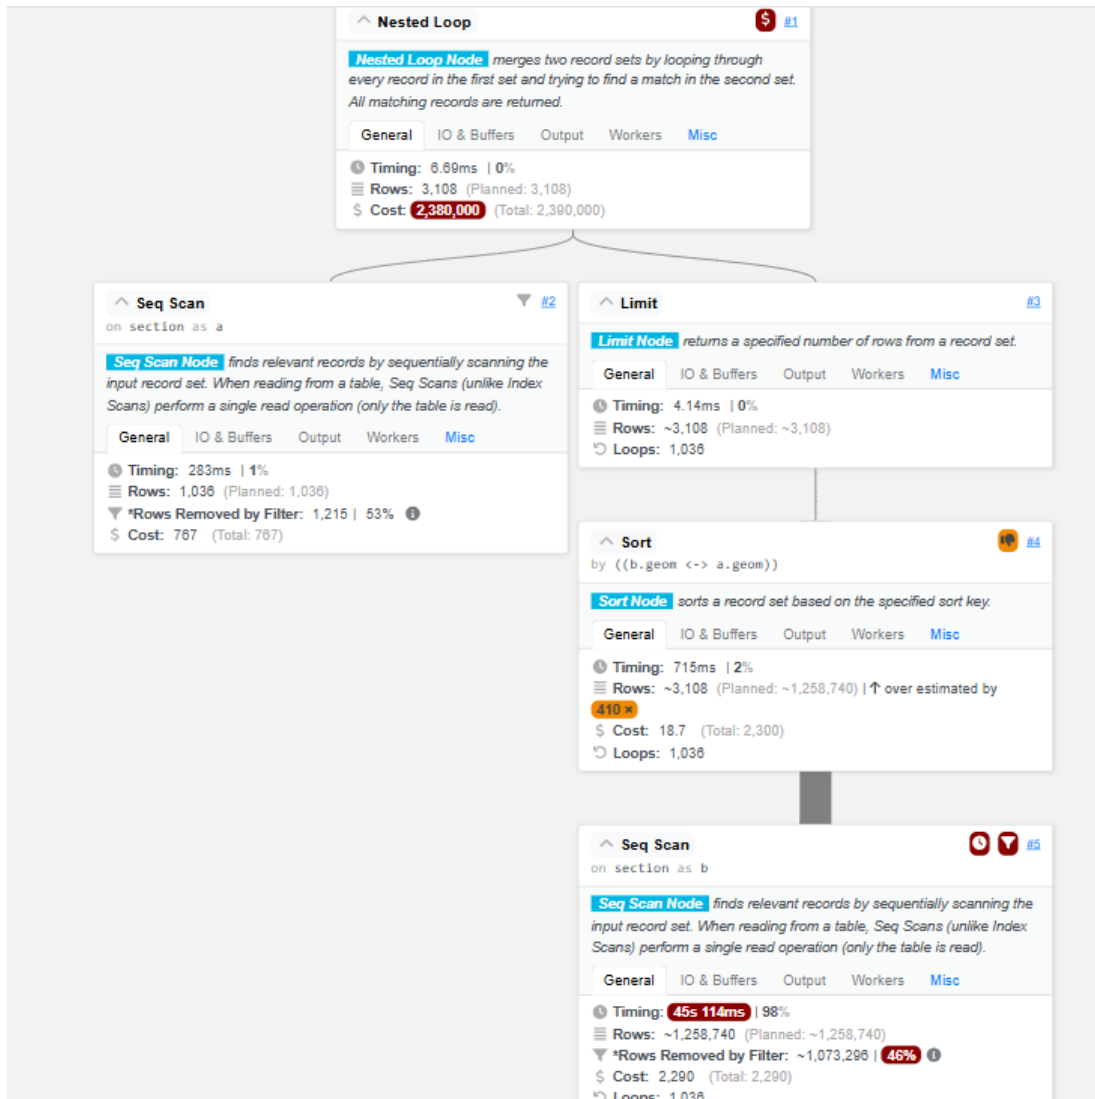 Nested Loop $ #1
Nested Loop Node merges two record sets by looping through
every record in the first set and trying to find a match in the second set.
All matching records are returned.
General IO & Buffers Output Workers Misc
Timing: 6.69ms | 0%
Rows: 3,108 (Planned: 3,108)
$ Cost: 2,380,000 (Total: 2,390,000)
Seq Scan #2
on section as a
Seq Scan Node finds relevant records by sequentially scanning the
input record set. When reading from a table, Seq Scans (unlike Index
Scans) perform a single read operation (only the table is read).
General IO & Buffers Output Workers Misc
Timing: 283ms | 1%
Rows: 1,036 (Planned: 1,036)
*Rows Removed by Filter: 1,215 | 53%
$ Cost: 767 (Total: 767)
Limit #3
Limit Node returns a specified number of rows from a record set.
General IO & Buffers Output Workers Misc
Timing: 4.14ms | 0%
Rows: ~3,108 (Planned: ~3,108)
Loops: 1,036
Sort #4
by ((b.geom <-> a.geom))
Sort Node sorts a record set based on the specified sort key.
General IO & Buffers Output Workers Misc
Timing: 715ms | 2%
Rows: ~3,108 (Planned: ~1,258,740) | ↑ over estimated by
410 ×
$ Cost: 18.7 (Total: 2,300)
Loops: 1,036
Seq Scan #5
on section as b
Seq Scan Node finds relevant records by sequentially scanning the
input record set. When reading from a table, Seq Scans (unlike Index
Scans) perform a single read operation (only the table is read).
General IO & Buffers Output Workers Misc
Timing: 45s 114ms | 98%
Rows: ~1,258,740 (Planned: ~1,258,740)
*Rows Removed by Filter: ~1,073,296 | 46%
$ Cost: 2,290 (Total: 2,290)
Loops: 1,036